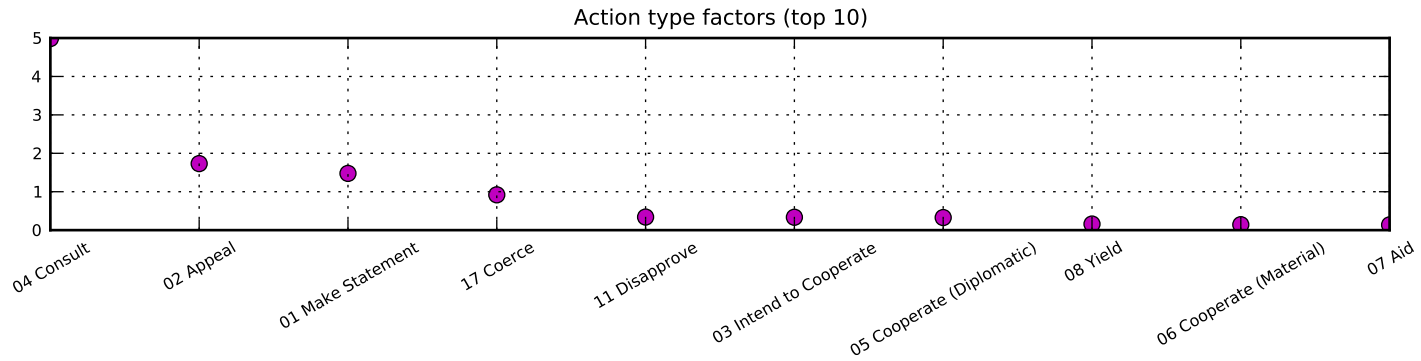 Action type factors (top 10)
5
4
3
2
1
0
04 Consult
02 Appeal
01 Make Statement
17 Coerce
11 Disapprove
03 Intend to Cooperate
05 Cooperate (Diplomatic)
08 Yield
06 Cooperate (Material)
07 Aid